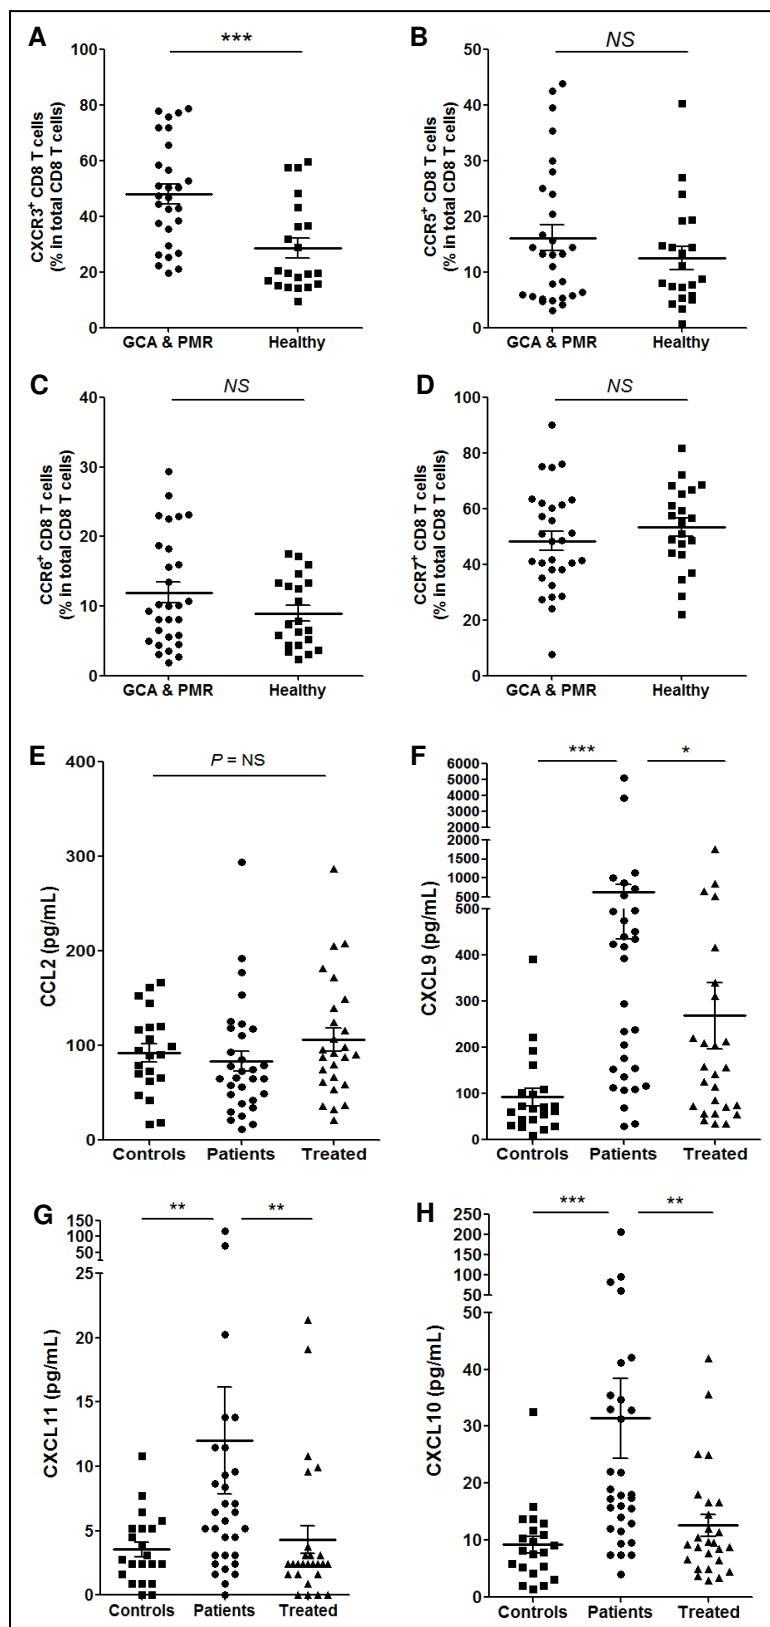 A
***
100
80
60
40
20
0
CXCR3+ CD8 T cells
(% in total CD8 T cells)
GCA & PMR
Healthy
B
NS
50
40
30
20
10
0
CCR5+ CD8 T cells
(% in total CD8 T cells)
GCA & PMR
Healthy
C
NS
40
30
20
10
0
CCR6+ CD8 T cells
(% in total CD8 T cells)
GCA & PMR
Healthy
D
NS
100
80
60
40
20
0
CCR7+ CD8 T cells
(% in total CD8 T cells)
GCA & PMR
Healthy
E
P = NS
400
300
200
100
0
CCL2 (pg/mL)
Controls
Patients
Treated
F
***
*
6000
5000
4000
3000
2000
1000
0
2000
1500
1000
500
500
400
300
200
100
0
CXCL9 (pg/mL)
Controls
Patients
Treated
G
**
**
150
100
50
25
20
15
10
5
0
CXCL11 (pg/mL)
Controls
Patients
Treated
H
***
**
250
200
150
100
50
50
40
30
20
10
0
CXCL10 (pg/mL)
Controls
Patients
Treated